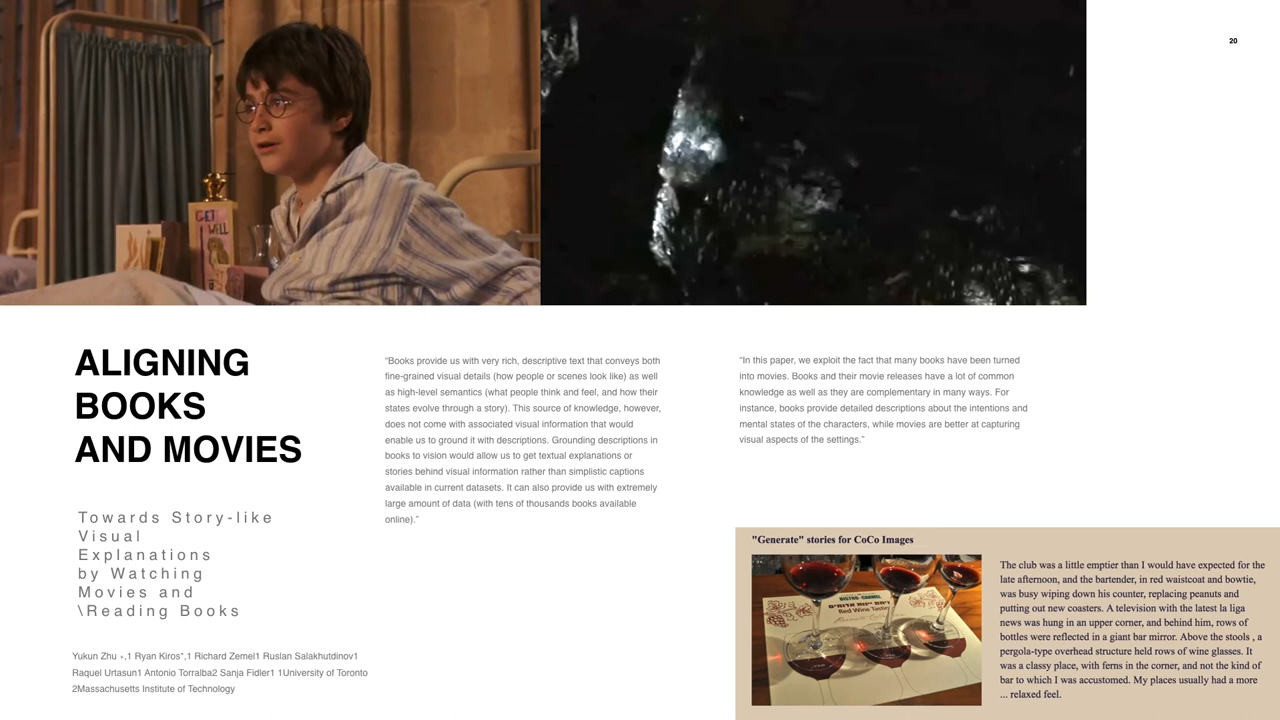 20
GET
WELL
ALIGNING
BOOKS
AND MOVIES
Towards Story-like
Visual
Explanations
by Watching
Movies and
\Reading Books
Yukun Zhu ∗,1 Ryan Kiros*,1 Richard Zemel1 Ruslan Salakhutdinov1
Raquel Urtasun1 Antonio Torralba2 Sanja Fidler1 1University of Toronto
2Massachusetts Institute of Technology
“Books provide us with very rich, descriptive text that conveys both
fine-grained visual details (how people or scenes look like) as well
as high-level semantics (what people think and feel, and how their
states evolve through a story). This source of knowledge, however,
does not come with associated visual information that would
enable us to ground it with descriptions. Grounding descriptions in
books to vision would allow us to get textual explanations or
stories behind visual information rather than simplistic captions
available in current datasets. It can also provide us with extremely
large amount of data (with tens of thousands books available
online).”
“In this paper, we exploit the fact that many books have been turned
into movies. Books and their movie releases have a lot of common
knowledge as well as they are complementary in many ways. For
instance, books provide detailed descriptions about the intentions and
mental states of the characters, while movies are better at capturing
visual aspects of the settings.”
"Generate" stories for CoCo Images
Red Wine Tasting
The club was a little emptier than I would have expected for the
late afternoon, and the bartender, in red waistcoat and bowtie,
was busy wiping down his counter, replacing peanuts and
putting out new coasters. A television with the latest la liga
news was hung in an upper corner, and behind him, rows of
bottles were reflected in a giant bar mirror. Above the stools , a
pergola-type overhead structure held rows of wine glasses. It
was a classy place, with ferns in the corner, and not the kind of
bar to which I was accustomed. My places usually had a more
... relaxed feel.